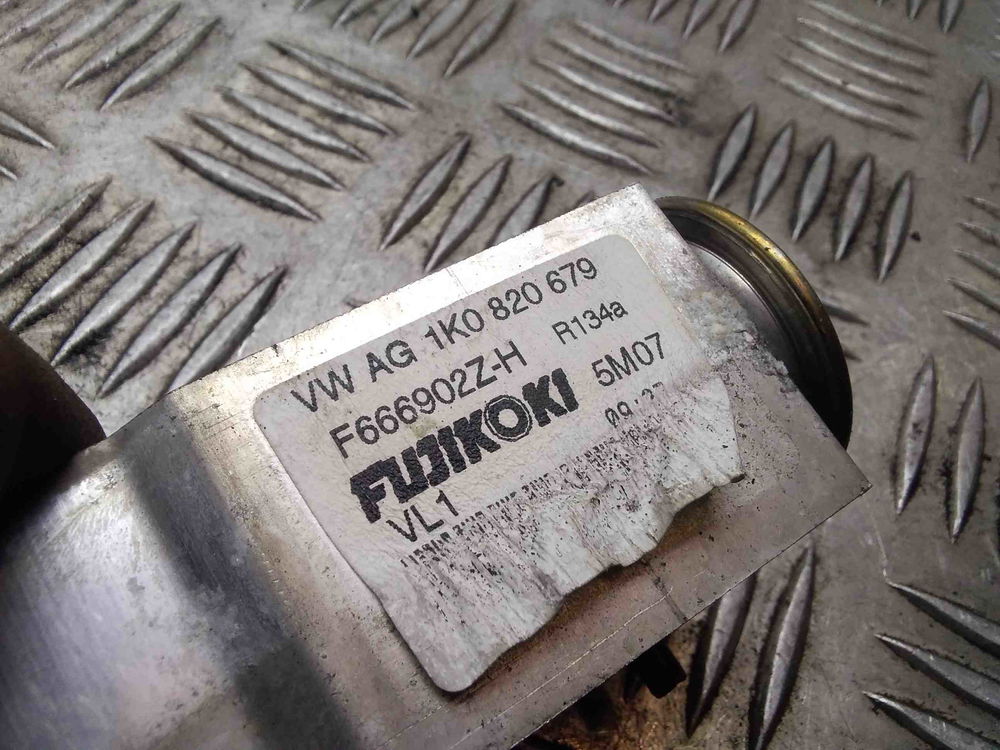 VW AG 1K0 820 679
F666902Z-H R134a
FUJIKOKI 5M07
VL1